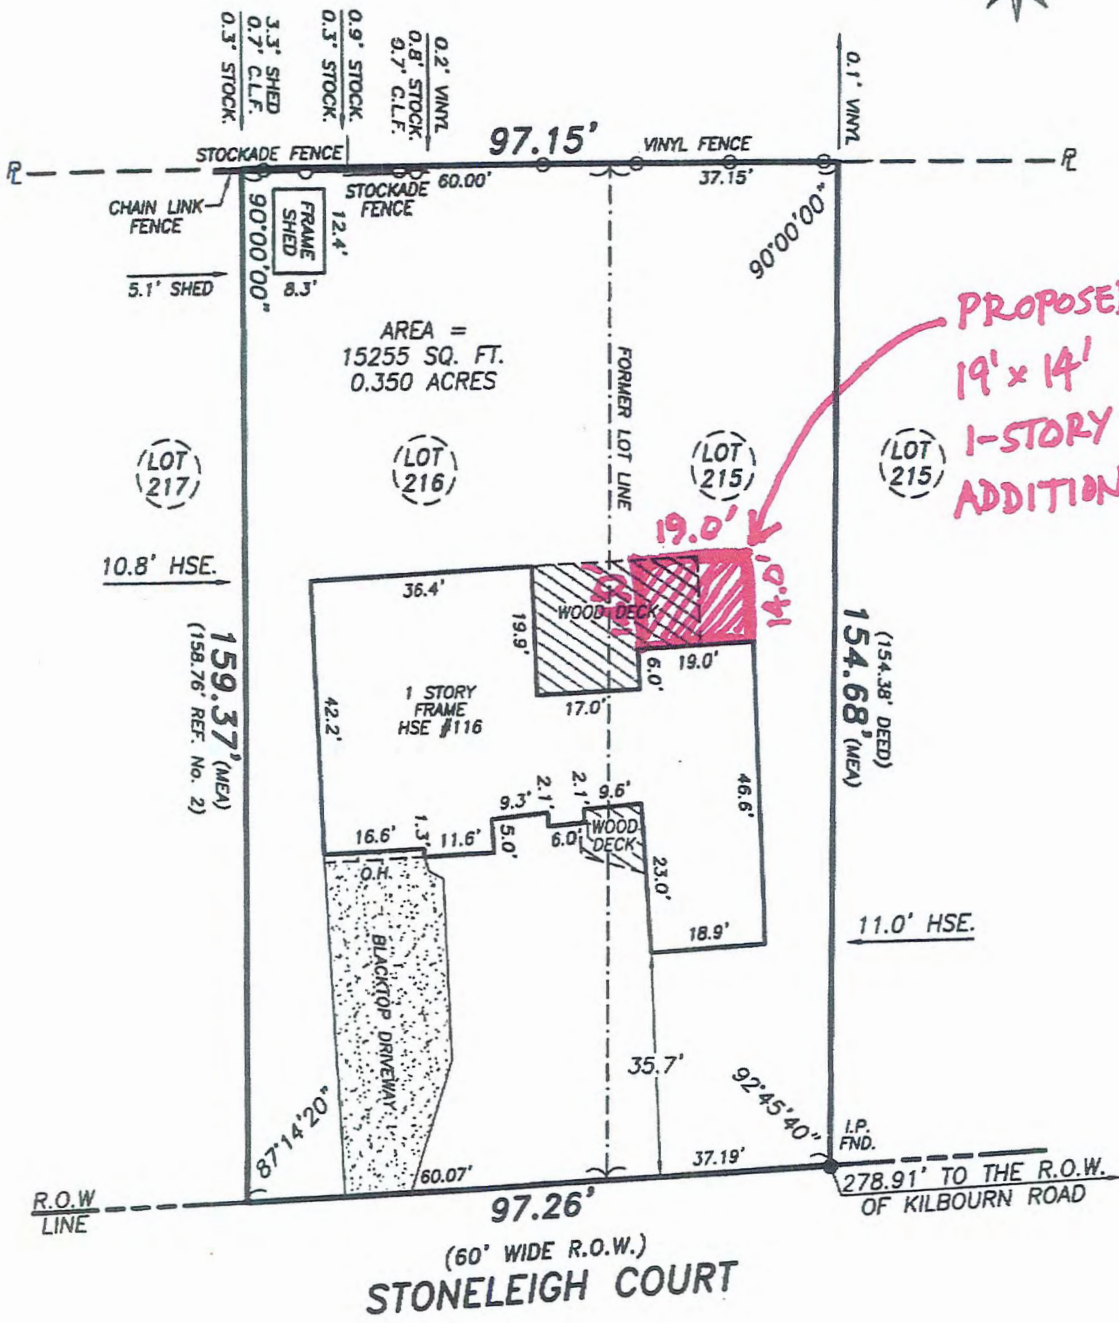 3.3' SHED
0.7' C.L.F.
0.3' STOCK.
0.9' STOCK.
0.3' STOCK.
0.2' VINYL
0.8' STOCK.
0.7' C.L.F.
0.1' VINYL
97.15'
STOCKADE FENCE
VINYL FENCE
STOCKADE
FENCE
60.00'
37.15'
CHAIN LINK
FENCE
FRAME
SHED
12.4'
8.3'
90°00'00"
90°00'00"
5.1' SHED
AREA =
15255 SQ. FT.
0.350 ACRES
FORMER LOT LINE
PROPOSED
19' x 14'
1-STORY
ADDITION
LOT
217
LOT
216
LOT
215
LOT
215
19.0'
14.0'
10.8' HSE.
36.4'
WOOD DECK
19.9'
6.0'
19.0'
17.0'
1 STORY
FRAME
HSE #116
42.2'
46.6'
159.37' (MEA)
(158.76' REF. No. 2)
(154.38' DEED)
154.68' (MEA)
16.6'
1.3'
11.6'
5.0'
9.3'
2.1'
6.0'
2.1'
9.6'
WOOD
DECK
23.0'
O.H.
18.9'
11.0' HSE.
BLACKTOP DRIVEWAY
35.7'
87°14'20"
92°45'40"
I.P.
FND.
60.07'
37.19'
R.O.W
LINE
97.26'
278.91' TO THE R.O.W.
OF KILBOURN ROAD
(60' WIDE R.O.W.)
STONELEIGH COURT